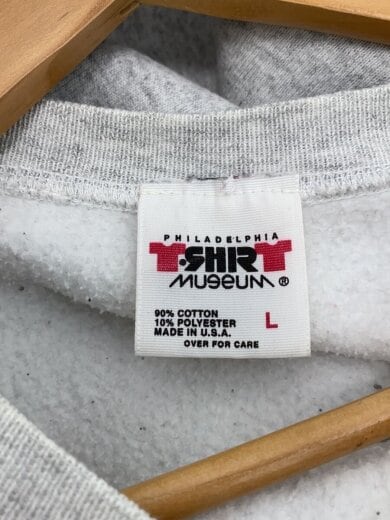 PHILADELPHIA
T-SHIRT
MUSEUM ®
90% COTTON
10% POLYESTER
MADE IN U.S.A.
L
OVER FOR CARE